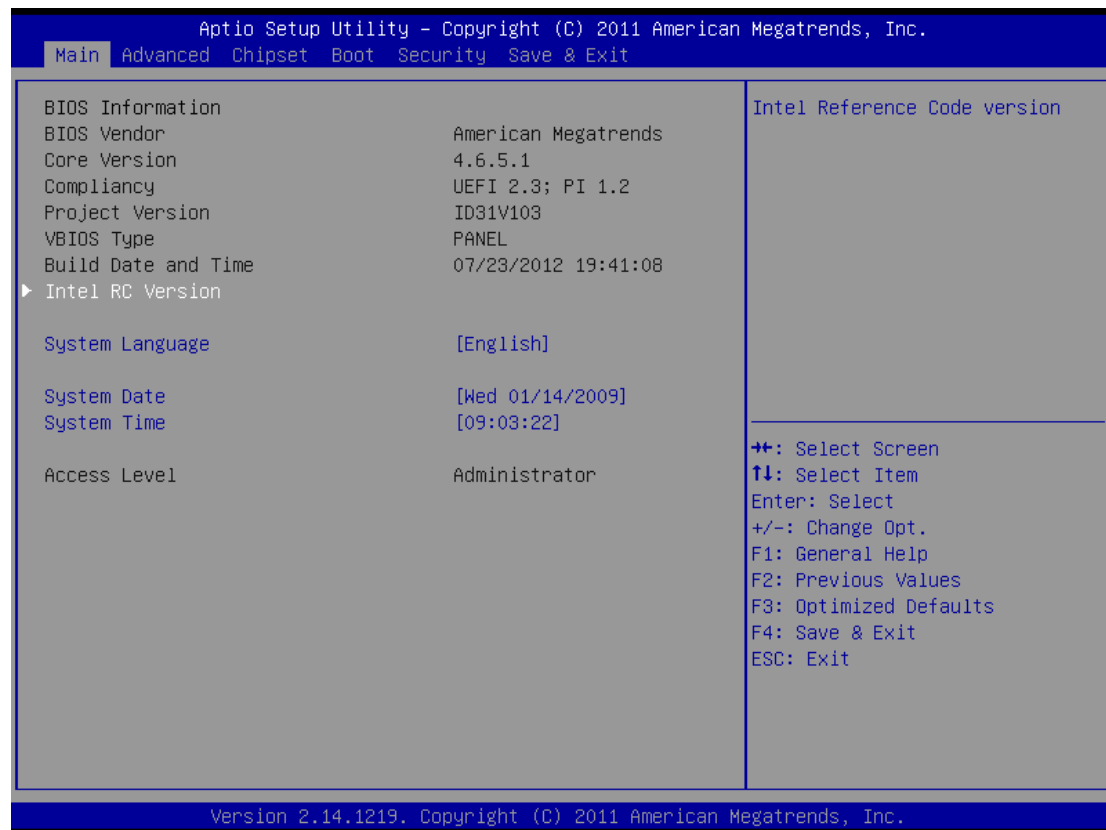 Aptio Setup Utility – Copyright (C) 2011 American Megatrends, Inc.
Main Advanced Chipset Boot Security Save & Exit
BIOS Information
BIOS Vendor American Megatrends
Core Version 4.6.5.1
Compliancy UEFI 2.3; PI 1.2
Project Version ID31V103
VBIOS Type PANEL
Build Date and Time 07/23/2012 19:41:08
▶ Intel RC Version
System Language [English]
System Date [Wed 01/14/2009]
System Time [09:03:22]
Access Level Administrator
Intel Reference Code version
→←: Select Screen
↑↓: Select Item
Enter: Select
+/-: Change Opt.
F1: General Help
F2: Previous Values
F3: Optimized Defaults
F4: Save & Exit
ESC: Exit
Version 2.14.1219. Copyright (C) 2011 American Megatrends, Inc.